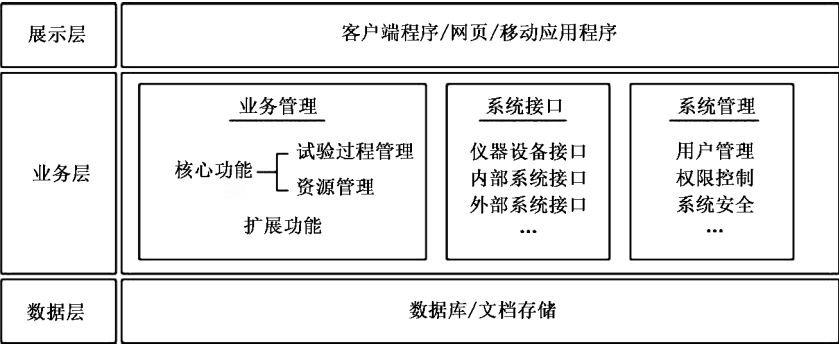 展示层
客户端程序/网页/移动应用程序
业务层
业务管理
核心功能
试验过程管理
资源管理
扩展功能
系统接口
仪器设备接口
内部系统接口
外部系统接口
…
系统管理
用户管理
权限控制
系统安全
…
数据层
数据库/文档存储